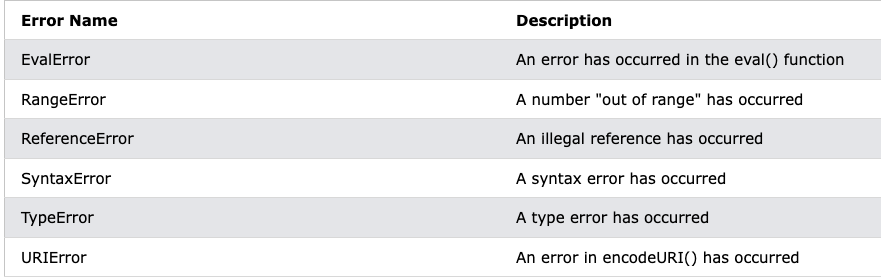 Error Name Description
EvalError An error has occurred in the eval() function
RangeError A number "out of range" has occurred
ReferenceError An illegal reference has occurred
SyntaxError A syntax error has occurred
TypeError A type error has occurred
URIError An error in encodeURI() has occurred